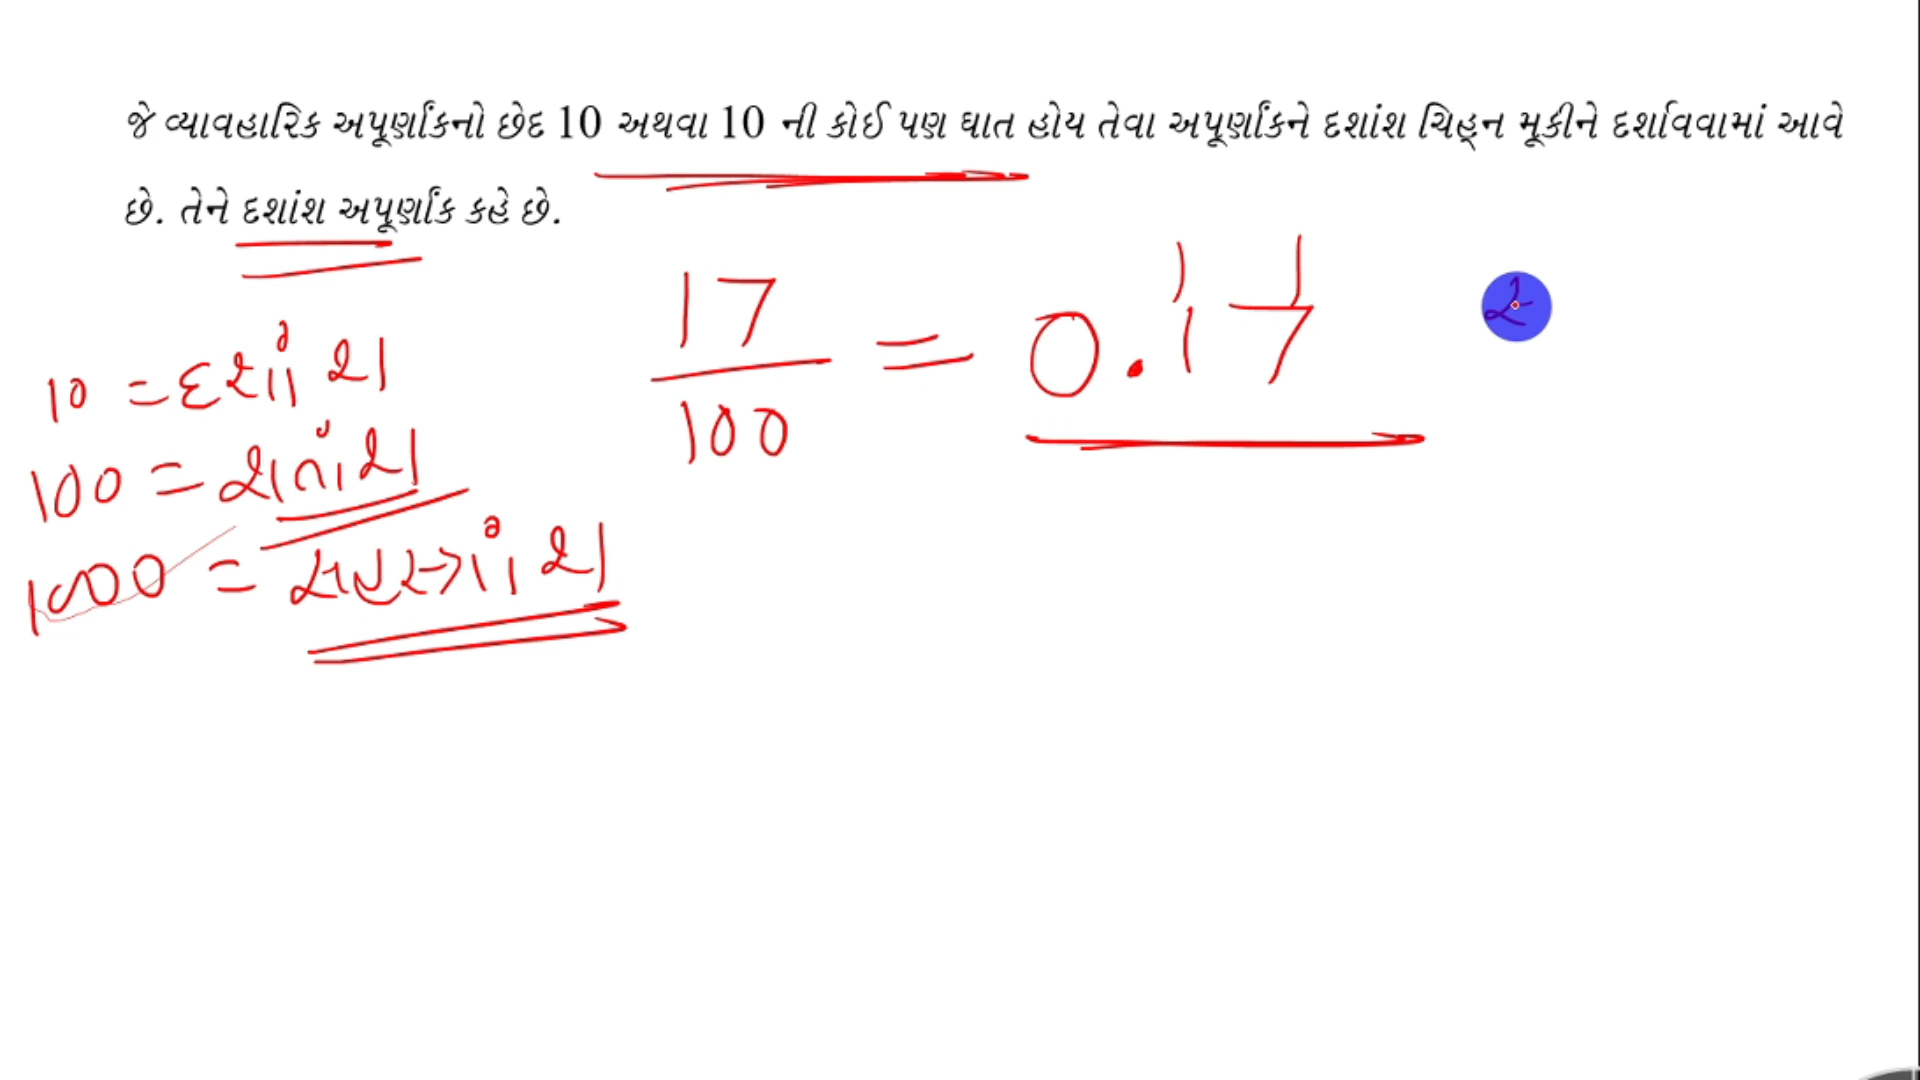 જે વ્યાવહારિક અપૂર્ણાંકનો છેદ 10 અથવા 10 ની કોઈ પણ ઘાત હોય તેવા અપૂર્ણાંકને દશાંશ ચિહ્ન મૂકીને દર્શાવવામાં આવે
છે. તેને દશાંશ અપૂર્ણાંક કહે છે.
17
100
= 0.17
10 = દશાંશ
100 = શતાંશ
1000 = સહસ્ત્રાંશ